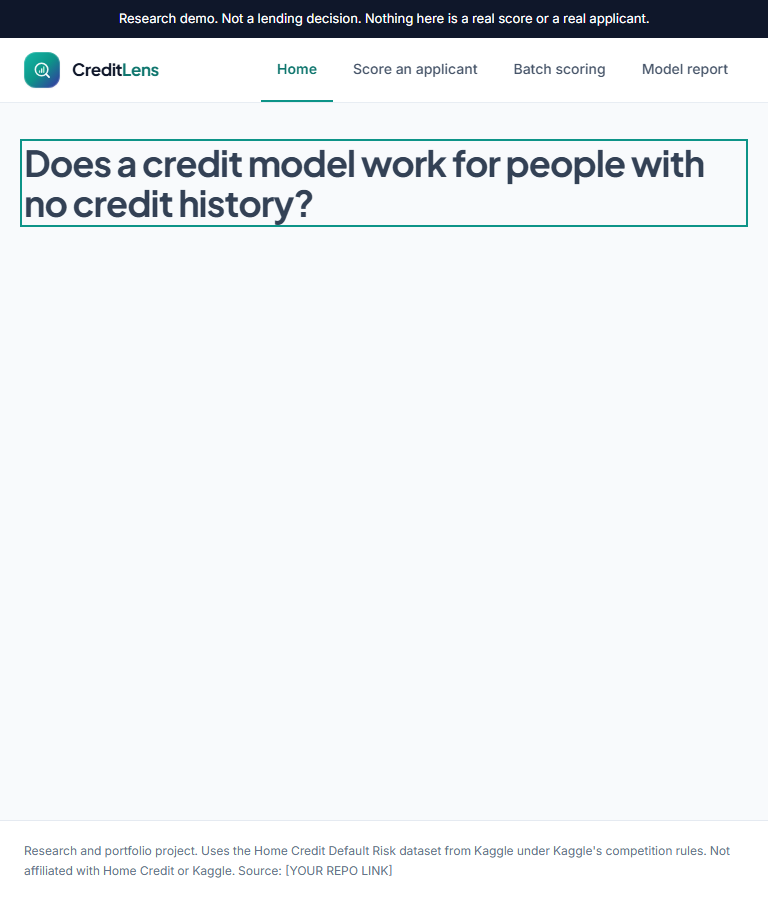 Research demo. Not a lending decision. Nothing here is a real score or a real applicant.
CreditLens
Home
Score an applicant
Batch scoring
Model report
Does a credit model work for people with
no credit history?
Research and portfolio project. Uses the Home Credit Default Risk dataset from Kaggle under Kaggle's competition rules. Not
affiliated with Home Credit or Kaggle. Source: [YOUR REPO LINK]